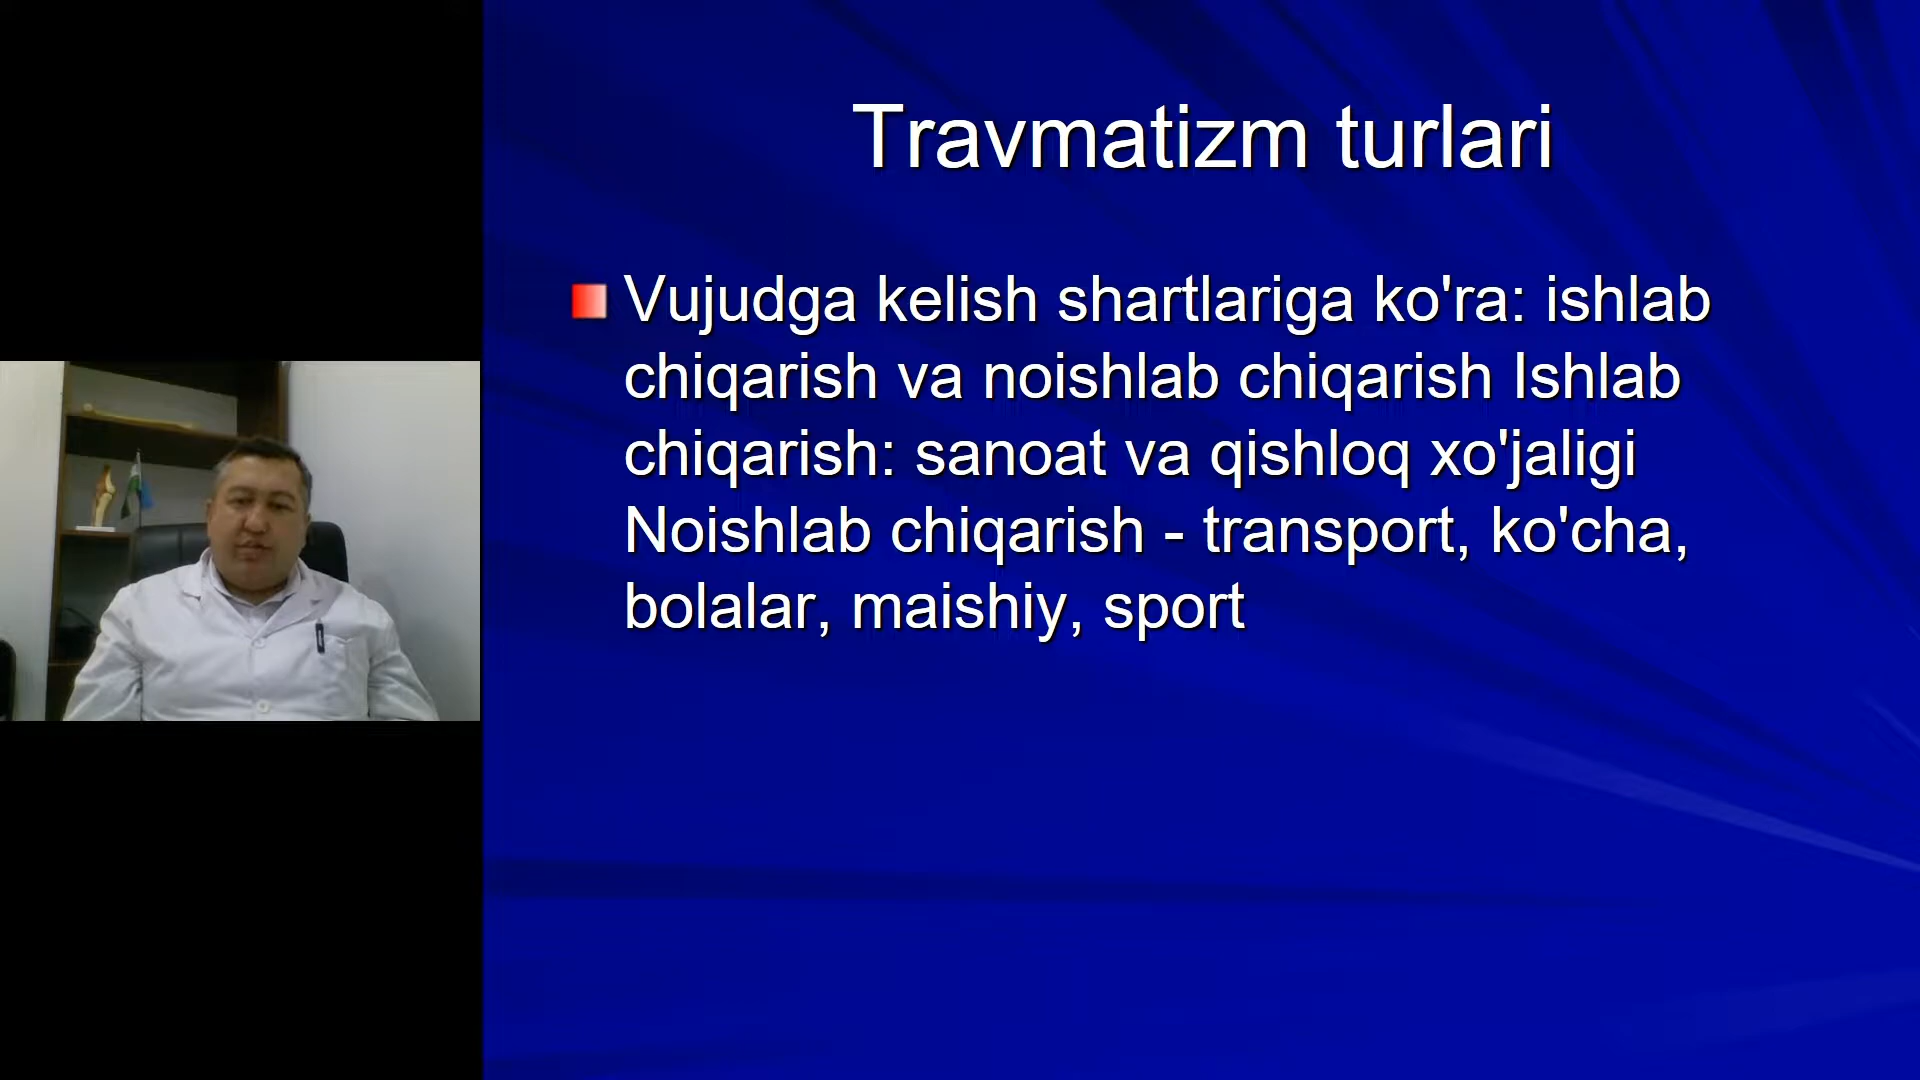 Travmatizm turlari
Vujudga kelish shartlariga ko'ra: ishlab
chiqarish va noishlab chiqarish Ishlab
chiqarish: sanoat va qishloq xo'jaligi
Noishlab chiqarish - transport, ko'cha,
bolalar, maishiy, sport